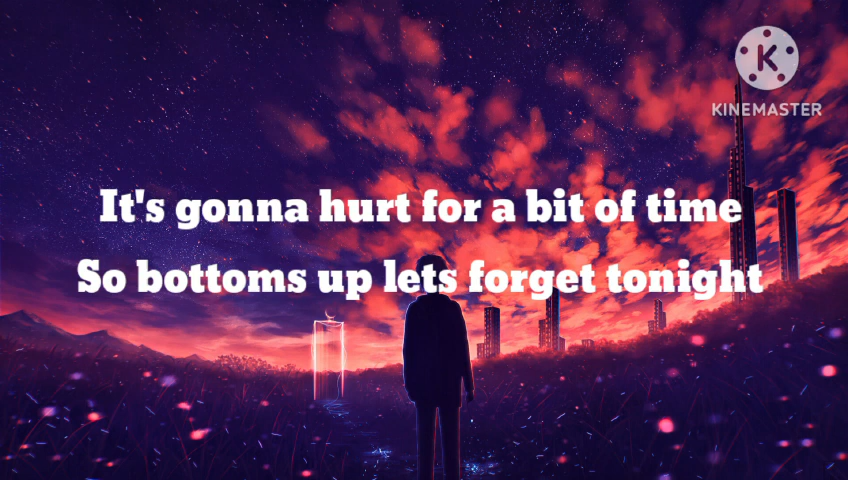 K
KINEMASTER
It's gonna hurt for a bit of time
So bottoms up lets forget tonight